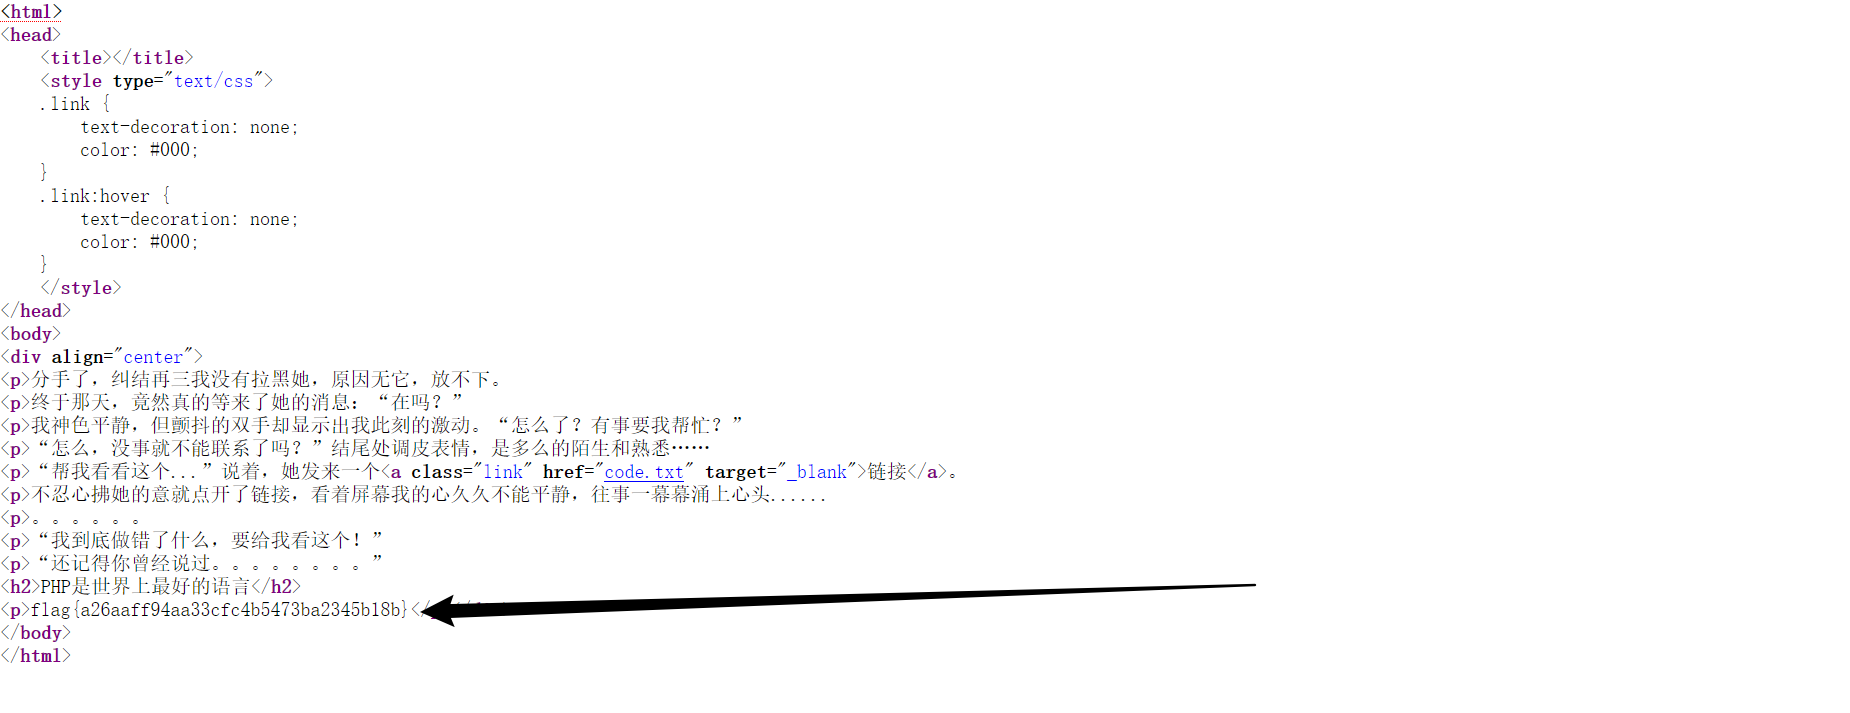 <html>
<head>
    <title></title>
    <style type="text/css">
    .link {
        text-decoration: none;
        color: #000;
    }
    .link:hover {
        text-decoration: none;
        color: #000;
    }
    </style>
</head>
<body>
<div align="center">
<p>分手了，纠结再三我没有拉黑她，原因无它，放不下。
<p>终于那天，竟然真的等来了她的消息：“在吗？”
<p>我神色平静，但颤抖的双手却显示出我此刻的激动。“怎么了？有事要我帮忙？”
<p>“怎么，没事就不能联系了吗？”结尾处调皮表情，是多么的陌生和熟悉……
<p>“帮我看看这个...”说着，她发来一个<a class="link" href="code.txt" target="_blank">链接</a>。
<p>不忍心拂她的意就点开了链接，看着屏幕我的心久久不能平静，往事一幕幕涌上心头......
<p>。。。。。。
<p>“我到底做错了什么，要给我看这个！”
<p>“还记得你曾经说过。。。。。。。。”
<h2>PHP是世界上最好的语言</h2>
<p>flag{a26aaff94aa33cfc4b5473ba2345b18b}</
</body>
</html>